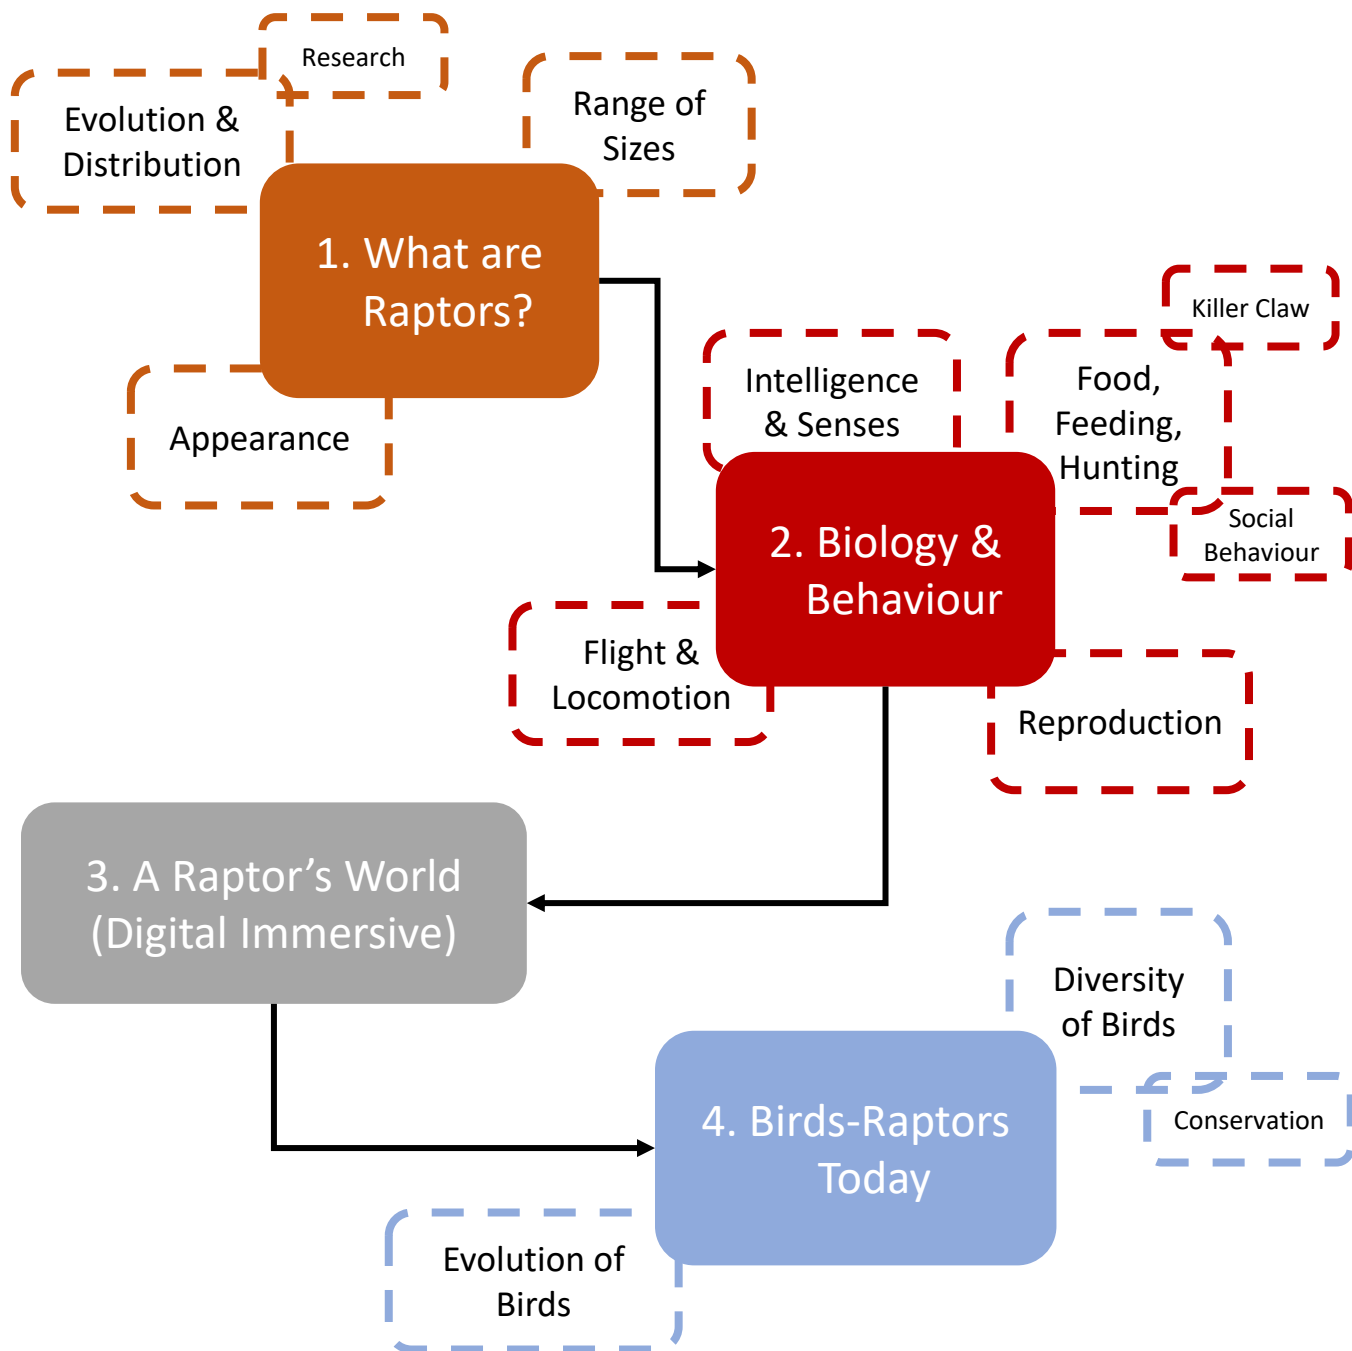 Research
Evolution &
Distribution
Range of
Sizes
1. What are
Raptors?
Appearance
Killer Claw
Intelligence
& Senses
Food,
Feeding,
Hunting
Social
Behaviour
2. Biology &
Behaviour
Flight &
Locomotion
Reproduction
3. A Raptor’s World
(Digital Immersive)
Diversity
of Birds
Conservation
4. Birds-Raptors
Today
Evolution of
Birds